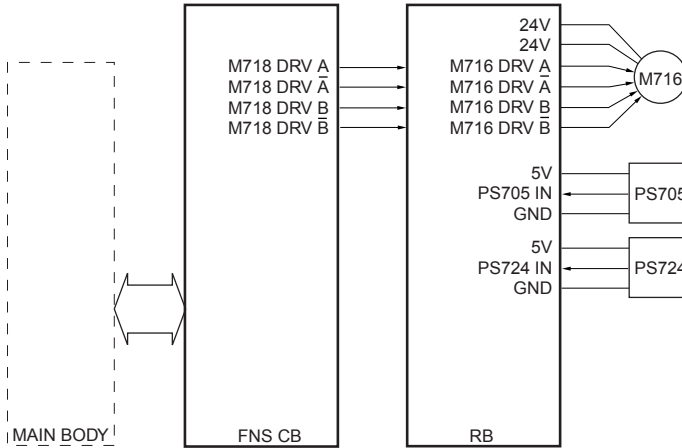 24V
24V
M718 DRV A
M718 DRV A̅
M718 DRV B
M718 DRV B̅
M716 DRV A
M716 DRV A̅
M716 DRV B
M716 DRV B̅
M716
5V
PS705 IN
GND
PS705
5V
PS724 IN
GND
PS724
MAIN BODY
FNS CB
RB